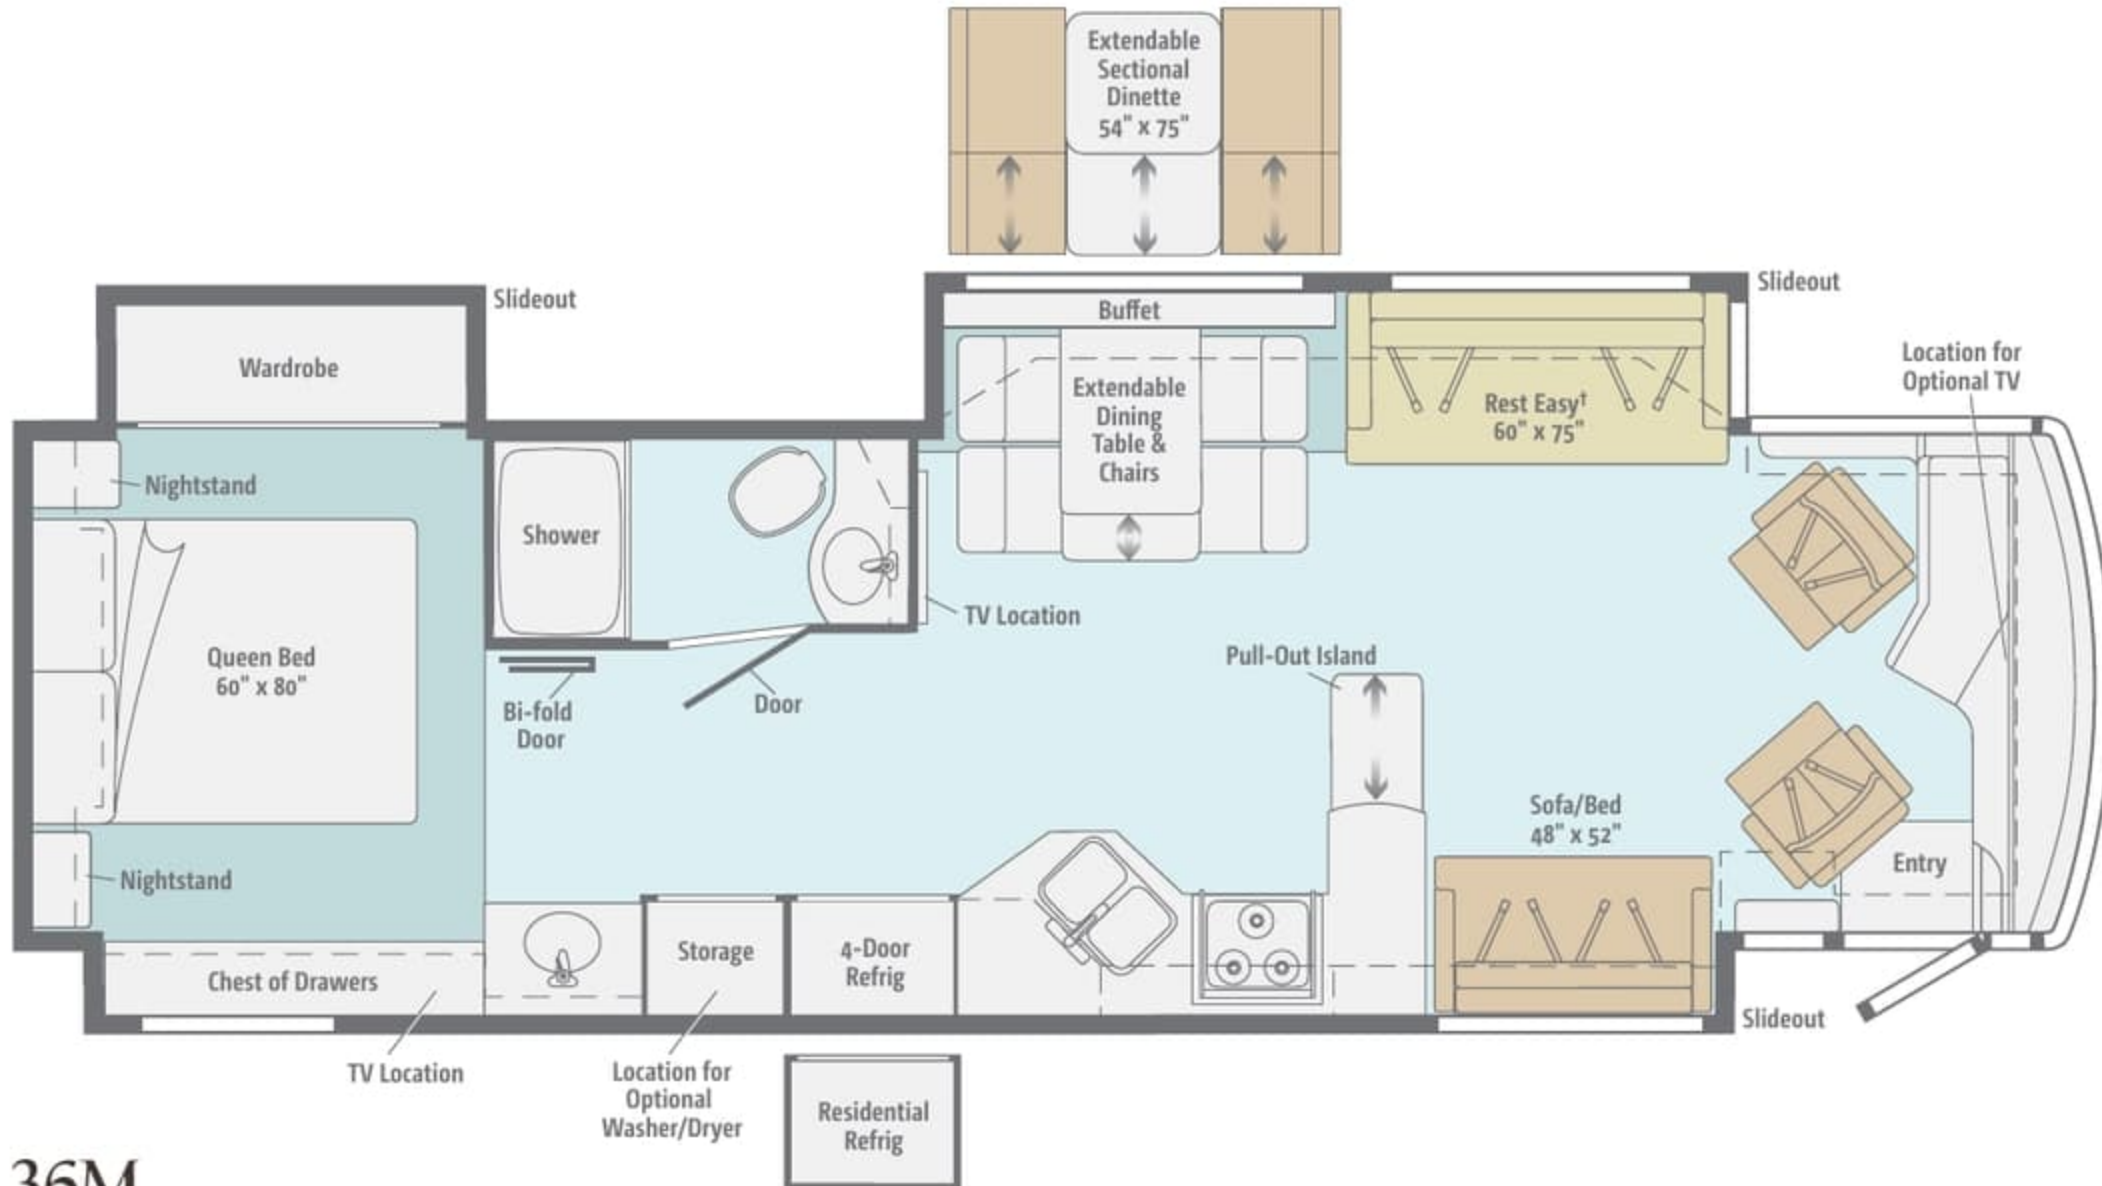 Extendable
Sectional
Dinette
54" x 75"
Slideout
Slideout
Buffet
Wardrobe
Location for
Optional TV
Extendable
Dining
Table &
Chairs
Rest Easy†
60" x 75"
Nightstand
Shower
TV Location
Queen Bed
60" x 80"
Pull-Out Island
Bi-fold
Door
Door
Sofa/Bed
48" x 52"
Entry
Nightstand
Storage
4-Door
Refrig
Chest of Drawers
Slideout
TV Location
Location for
Optional
Washer/Dryer
Residential
Refrig
36M